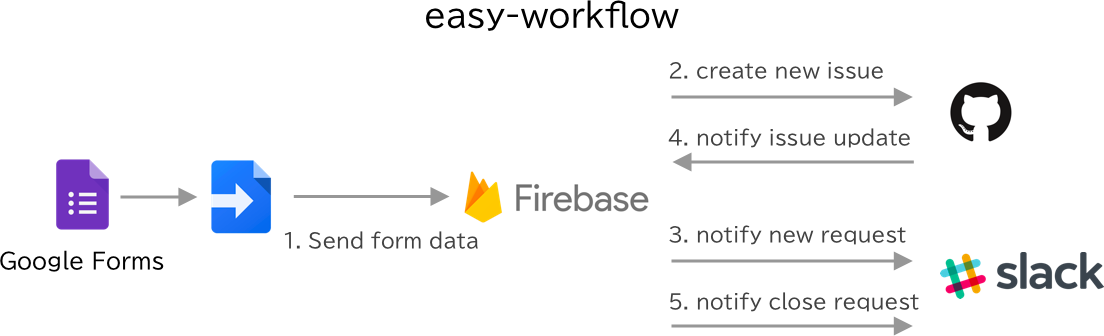 easy-workflow
2. create new issue
4. notify issue update
Firebase
1. Send form data
Google Forms
3. notify new request
slack
5. notify close request